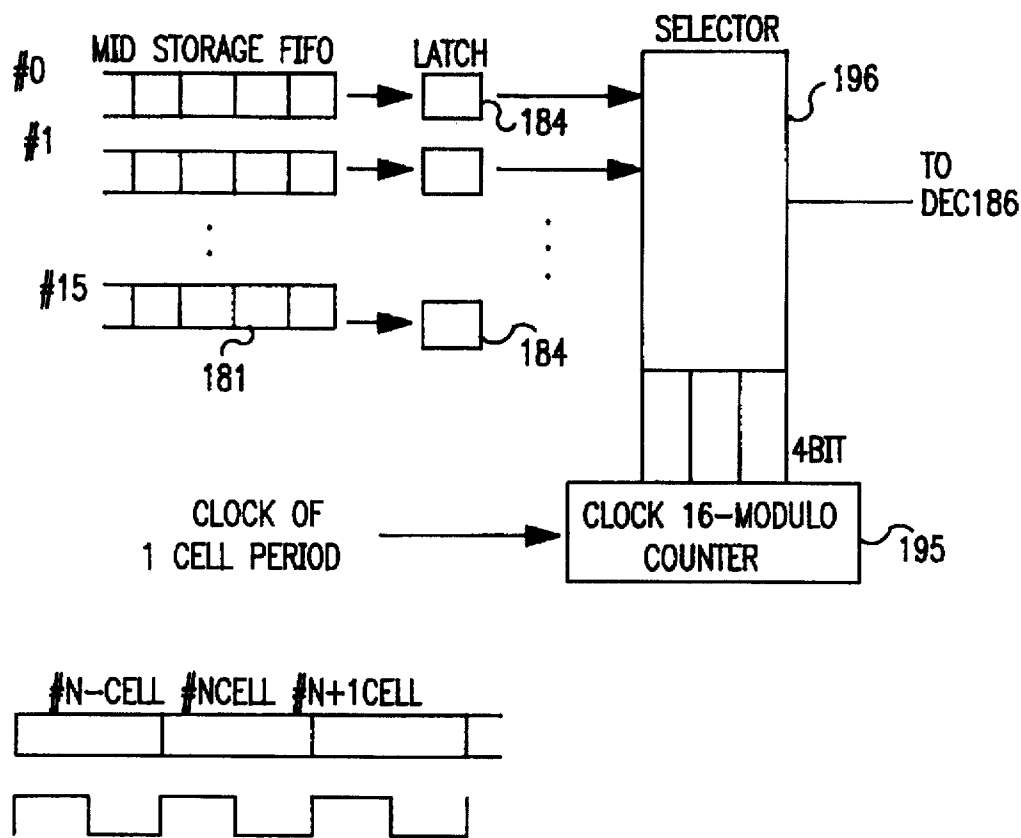 SELECTOR
MID STORAGE FIFO
LATCH
#0
196
184
#1
TO
DEC186
#15
181
184
4BIT
CLOCK OF
1 CELL PERIOD
CLOCK 16-MODULO
COUNTER
195
#N-CELL #NCELL #N+1CELL